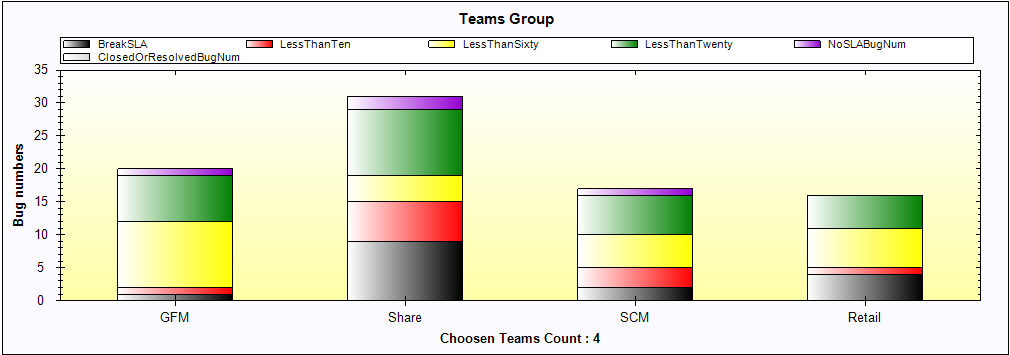 Teams Group
BreakSLA LessThanTen LessThanSixty LessThanTwenty NoSLABugNum
ClosedOrResolvedBugNum
35
30
25
20
15
10
5
0
Bug numbers
GFM Share SCM Retail
Choosen Teams Count : 4